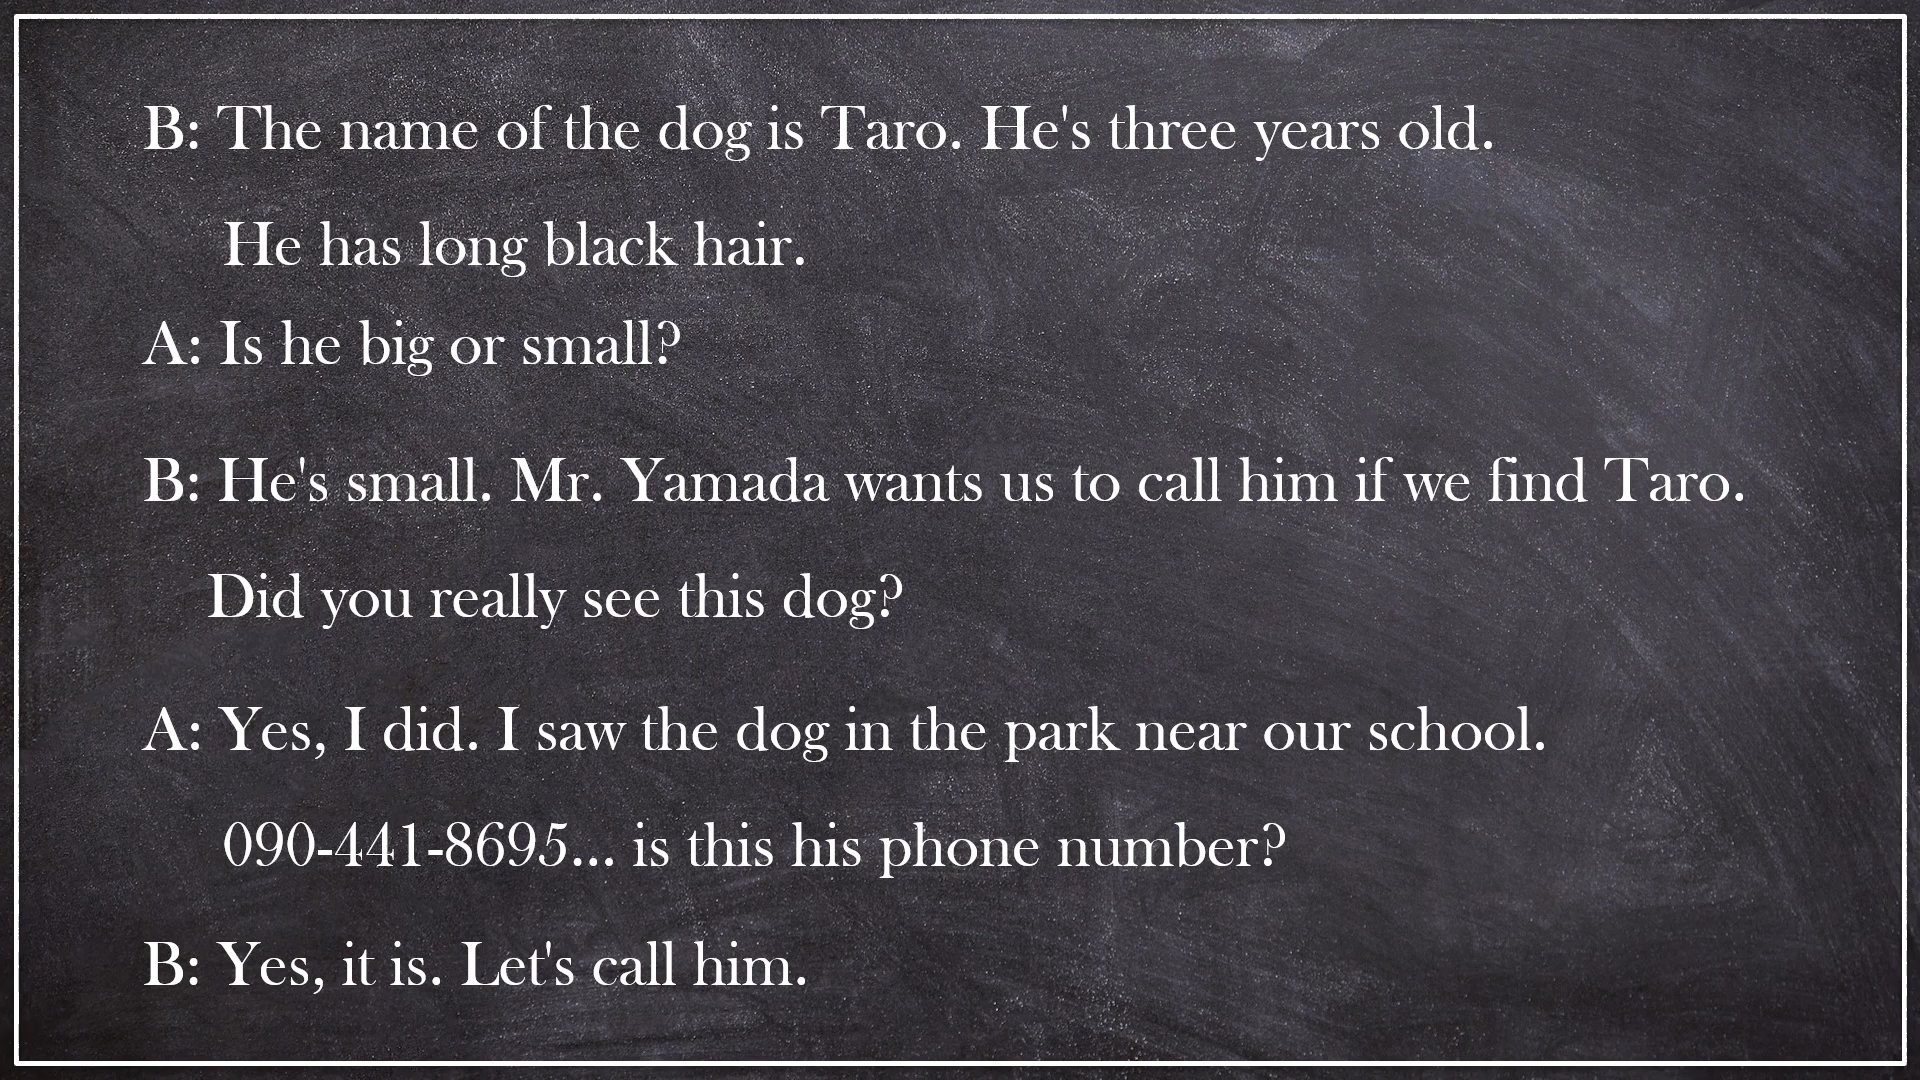 B: The name of the dog is Taro. He's three years old.
He has long black hair.
A: Is he big or small?
B: He's small. Mr. Yamada wants us to call him if we find Taro.
Did you really see this dog?
A: Yes, I did. I saw the dog in the park near our school.
090-441-8695... is this his phone number?
B: Yes, it is. Let's call him.